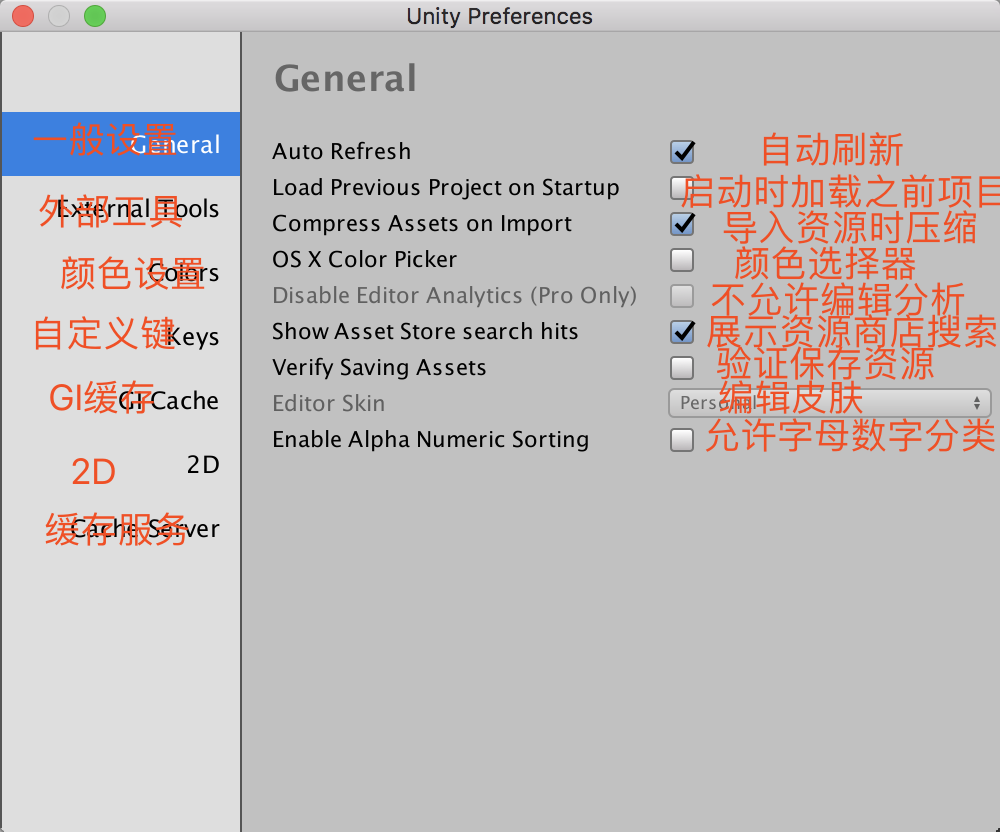 Unity Preferences
General
一般设置
General
External Tools
外部工具
Colors
颜色设置
Keys
自定义键
GI Cache
GI缓存
2D
2D
Cache Server
缓存服务
Auto Refresh 自动刷新
Load Previous Project on Startup 启动时加载之前项目
Compress Assets on Import 导入资源时压缩
OS X Color Picker 颜色选择器
Disable Editor Analytics (Pro Only) 不允许编辑分析
Show Asset Store search hits 展示资源商店搜索
Verify Saving Assets 验证保存资源
Editor Skin Personal 编辑皮肤
Enable Alpha Numeric Sorting 允许字母数字分类